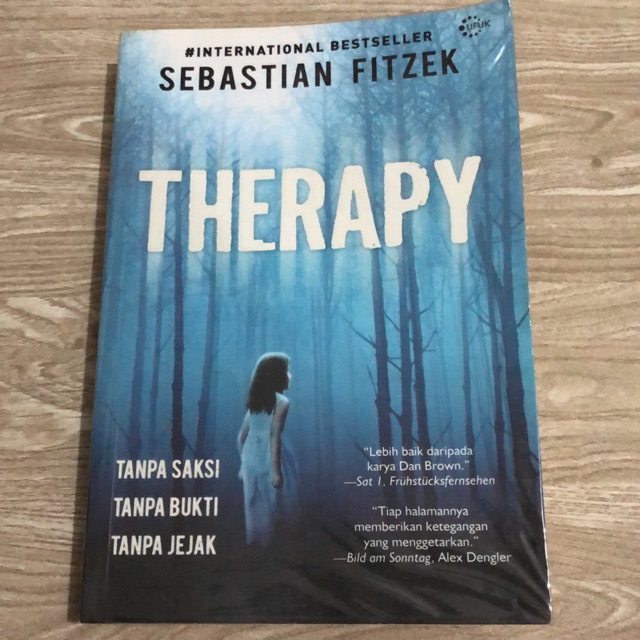 #INTERNATIONAL BESTSELLER
UFUK
SEBASTIAN FITZEK
THERAPY
TANPA SAKSI
TANPA BUKTI
TANPA JEJAK
“Lebih baik daripada
karya Dan Brown.”
—Sat 1, Frühstücksfernsehen
“Tiap halamannya
memberikan ketegangan
yang menggetarkan.”
—Bild am Sonntag, Alex Dengler